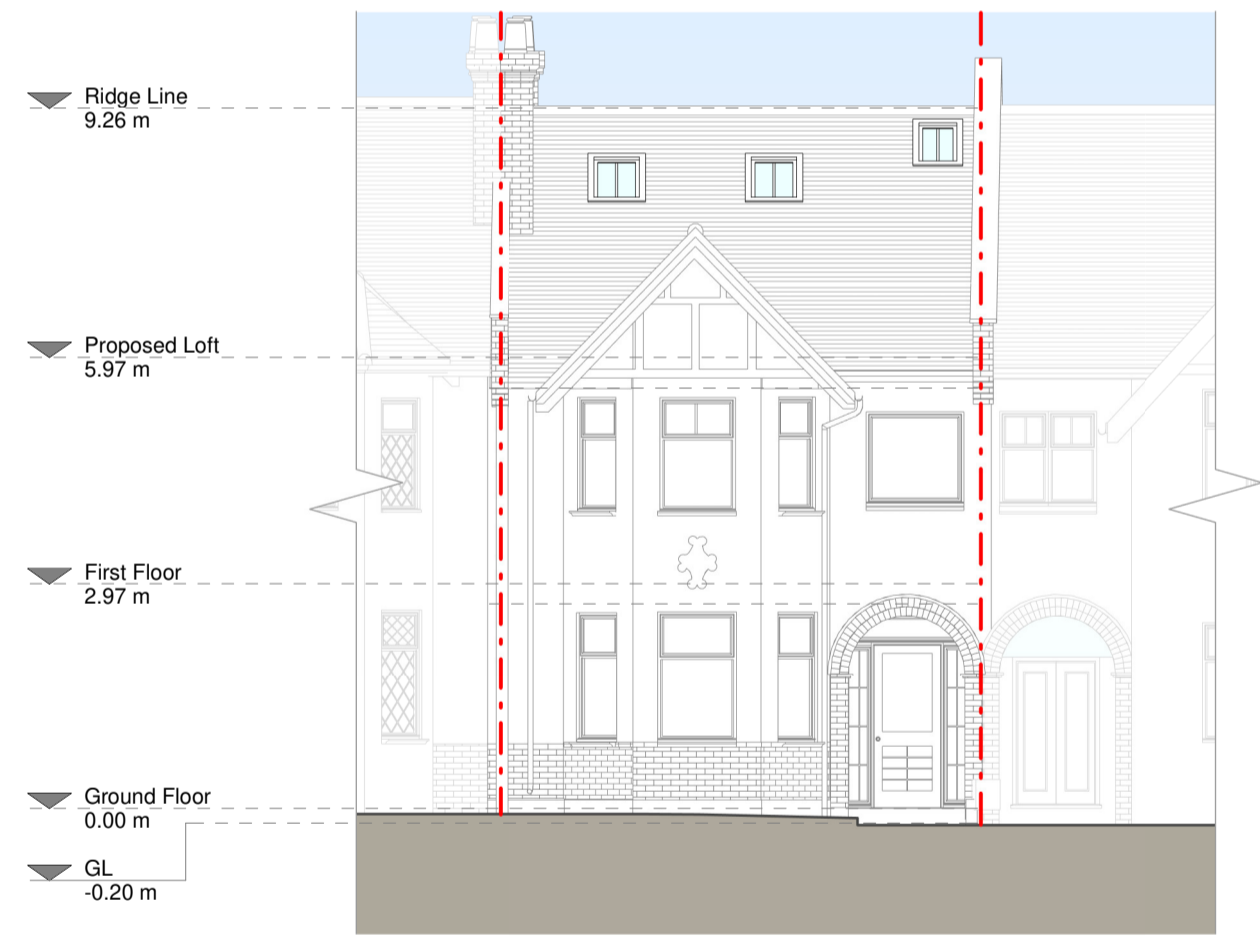 Ridge Line
9.26 m
Proposed Loft
5.97 m
First Floor
2.97 m
Ground Floor
0.00 m
GL
-0.20 m